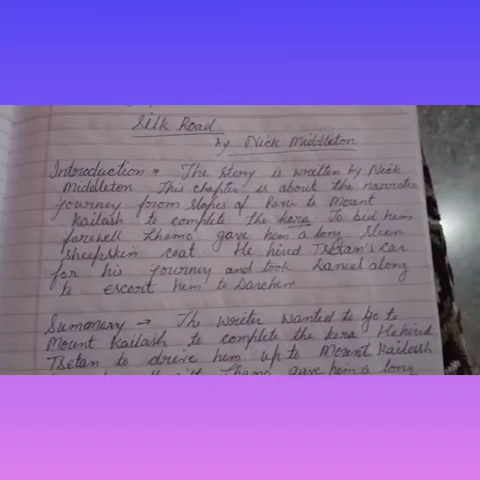 Silk Road
by Nick Middleton
Introduction → The story is written by Nick
Middleton This chapter is about the narrator
journey from slopes of Ravu to Mount
Kailash to complete the kora To bid him
farewell Lhamo gave him a long sleen
sheepskin coat. He hired Tsetan's car
for his journey and took Daniel along
to escort him to Darchen
Summary → The writer wanted to go to
Mount Kailash to complete the kora He hired
Tsetan to drive him up to Mount Kailash
Lhamo gave him a long